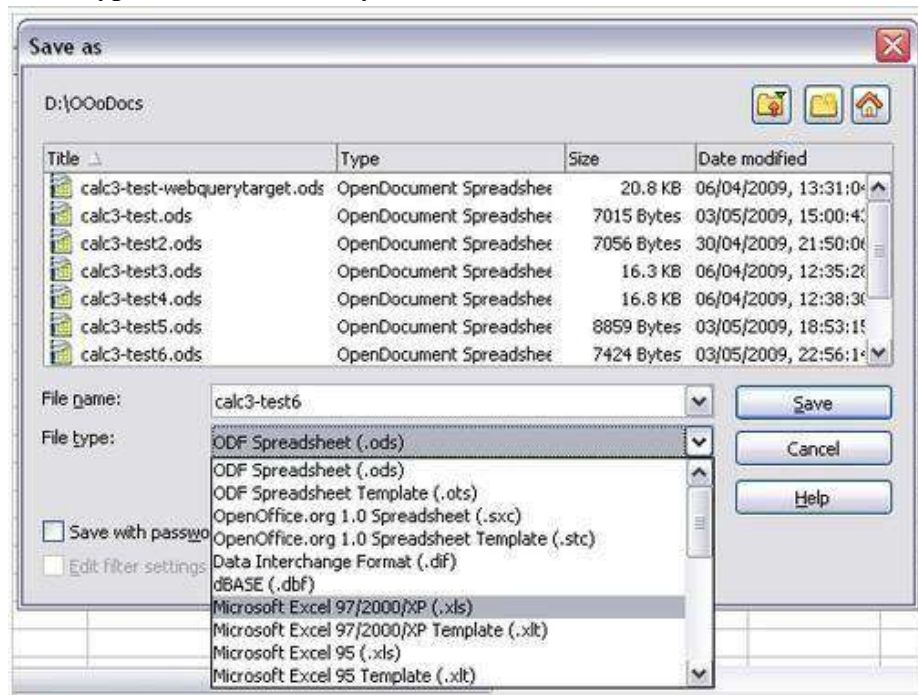 Save as
D:\OOoDocs
Title Type Size Date modified
calc3-test-webquerytarget.ods OpenDocument Spreadshee 20.8 KB 06/04/2009, 13:31:0
calc3-test.ods OpenDocument Spreadshee 7015 Bytes 03/05/2009, 15:00:4
calc3-test2.ods OpenDocument Spreadshee 7056 Bytes 30/04/2009, 21:50:0
calc3-test3.ods OpenDocument Spreadshee 16.3 KB 06/04/2009, 12:35:2
calc3-test4.ods OpenDocument Spreadshee 16.8 KB 06/04/2009, 12:38:3
calc3-test5.ods OpenDocument Spreadshee 8859 Bytes 03/05/2009, 18:53:1
calc3-test6.ods OpenDocument Spreadshee 7424 Bytes 03/05/2009, 22:56:1
File name: calc3-test6 Save
File type: ODF Spreadsheet (.ods) Cancel
ODF Spreadsheet (.ods)
ODF Spreadsheet Template (.ots) Help
OpenOffice.org 1.0 Spreadsheet (.sxc)
Save with passwo OpenOffice.org 1.0 Spreadsheet Template (.stc)
Edit filter settings Data Interchange Format (.dif)
dBASE (.dbf)
Microsoft Excel 97/2000/XP (.xls)
Microsoft Excel 97/2000/XP Template (.xlt)
Microsoft Excel 95 (.xls)
Microsoft Excel 95 Template (.xlt)